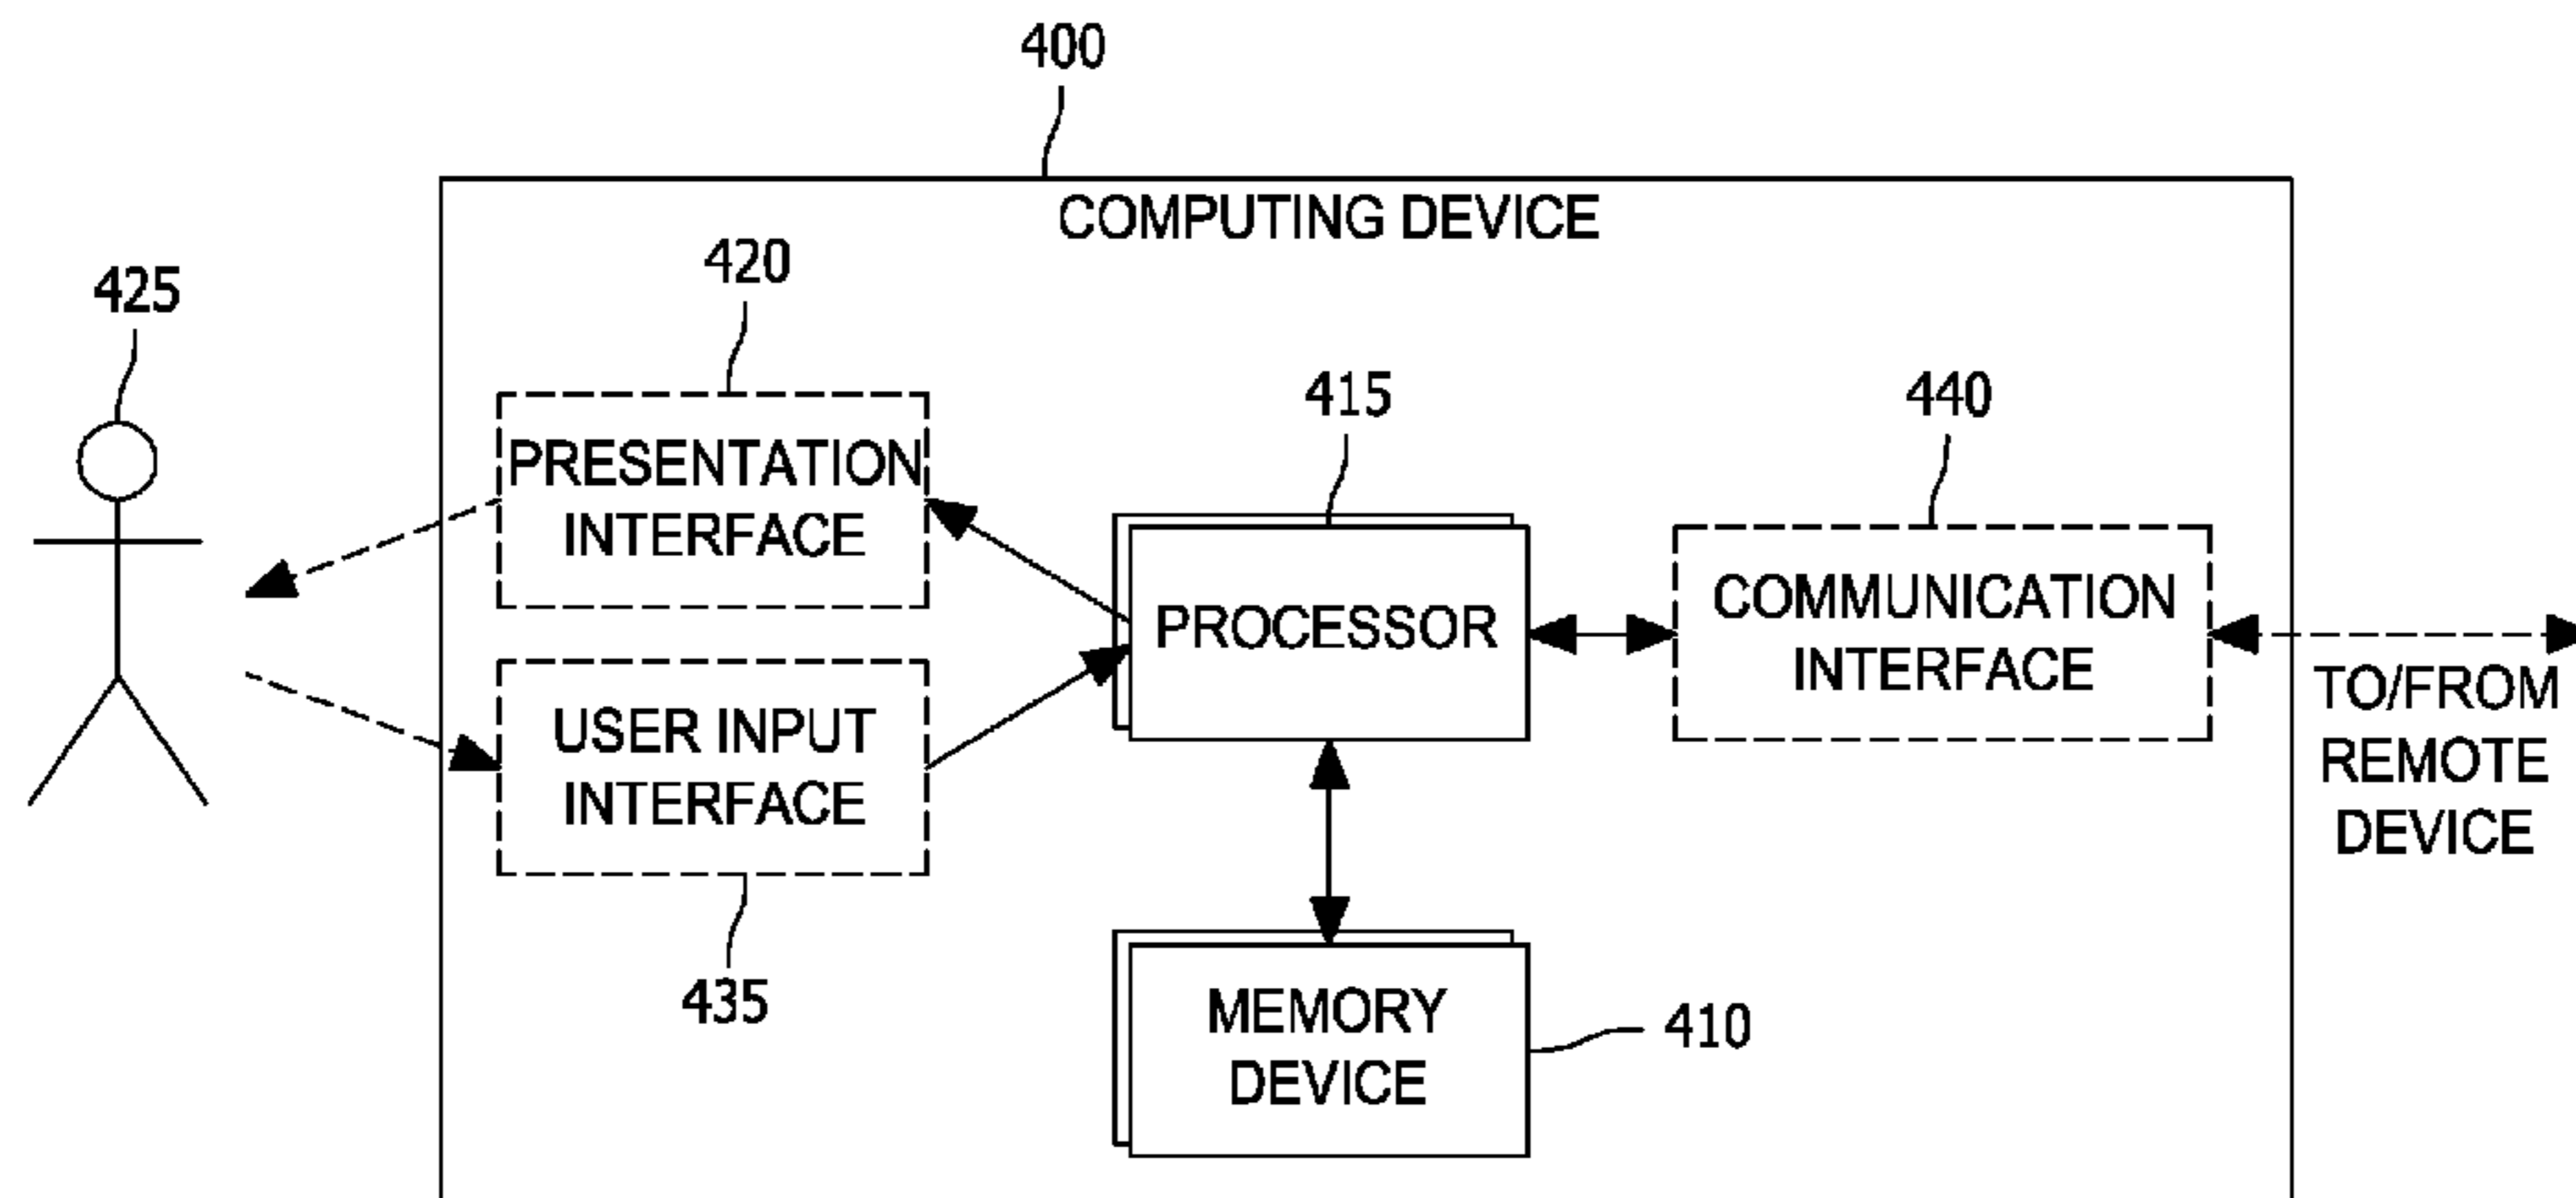 400
COMPUTING DEVICE
425
420
PRESENTATION
INTERFACE
415
PROCESSOR
440
COMMUNICATION
INTERFACE
TO/FROM
REMOTE
DEVICE
USER INPUT
INTERFACE
435
MEMORY
DEVICE
410